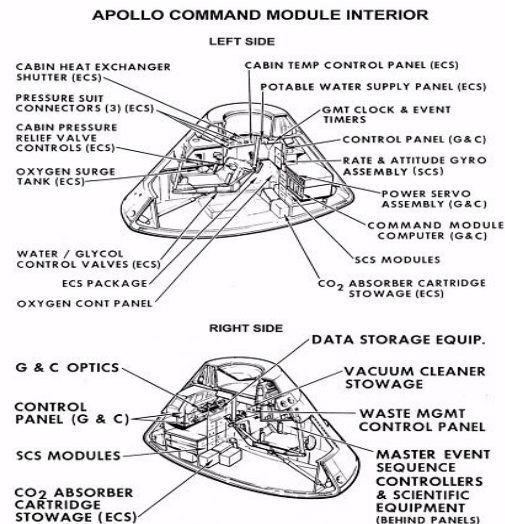 APOLLO COMMAND MODULE INTERIOR
LEFT SIDE
CABIN HEAT EXCHANGER
SHUTTER (ECS)
PRESSURE SUIT
CONNECTORS (3) (ECS)
CABIN PRESSURE
RELIEF VALVE
CONTROLS (ECS)
OXYGEN SURGE
TANK (ECS)
WATER / GLYCOL
CONTROL VALVES (ECS)
ECS PACKAGE
OXYGEN CONT PANEL
CABIN TEMP CONTROL PANEL (ECS)
POTABLE WATER SUPPLY PANEL (ECS)
GMT CLOCK & EVENT
TIMERS
CONTROL PANEL (G&C)
RATE & ATTITUDE GYRO
ASSEMBLY (SCS)
POWER SERVO
ASSEMBLY (G&C)
COMMAND MODULE
COMPUTER (G&C)
SCS MODULES
CO2 ABSORBER CARTRIDGE
STOWAGE (ECS)
RIGHT SIDE
G & C OPTICS
CONTROL
PANEL (G & C)
SCS MODULES
CO2 ABSORBER
CARTRIDGE
STOWAGE (ECS)
DATA STORAGE EQUIP.
VACUUM CLEANER
STOWAGE
WASTE MGMT
CONTROL PANEL
MASTER EVENT
SEQUENCE
CONTROLLERS
& SCIENTIFIC
EQUIPMENT
(BEHIND PANELS)